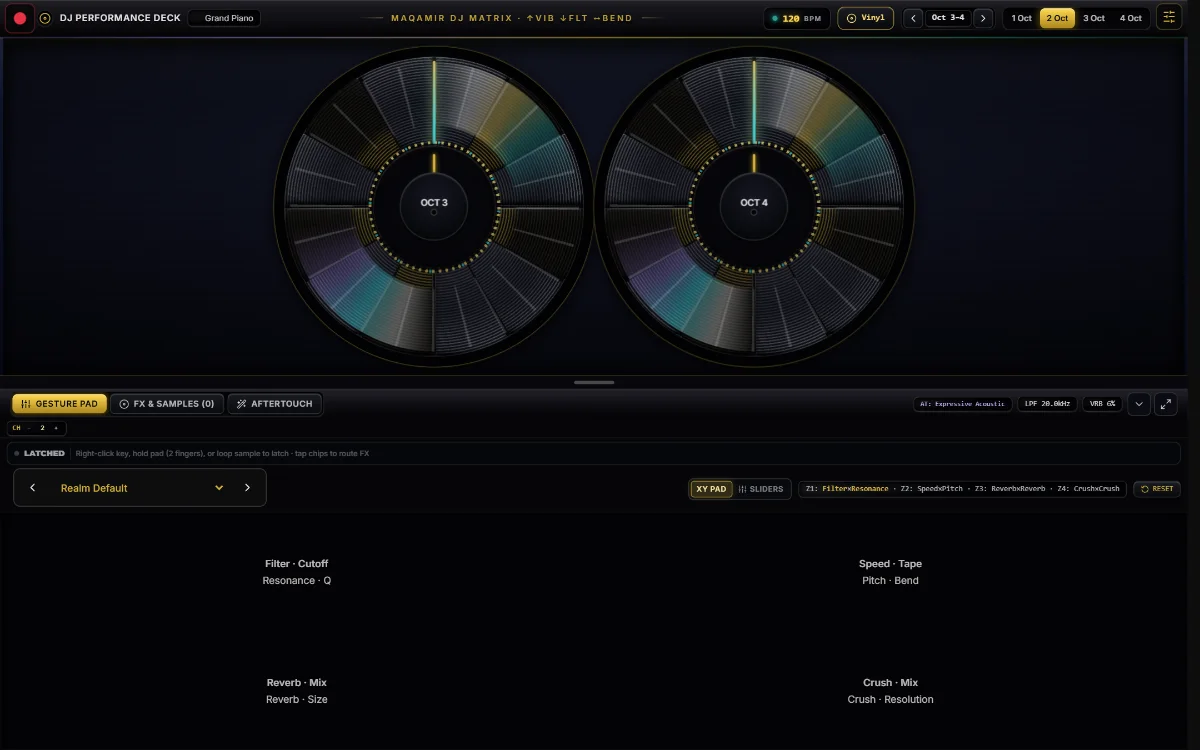 DJ PERFORMANCE DECK
Grand Piano
MAQAMIR DJ MATRIX · ↑VIB ↓FLT ↔BEND
120 BPM
Vinyl
Oct 3–4
1 Oct
2 Oct
3 Oct
4 Oct
OCT 3
OCT 4
GESTURE PAD
FX & SAMPLES (0)
AFTERTOUCH
AT: Expressive Acoustic
LPF 20.0kHz
VRB 6%
CH - 2 +
LATCHED
Right-click key, hold pad (2 fingers), or loop sample to latch · tap chips to route FX
Realm Default
XY PAD
SLIDERS
Z1: Filter×Resonance · Z2: Speed×Pitch · Z3: Reverb×Reverb · Z4: Crush×Crush
RESET
Filter · Cutoff
Resonance · Q
Speed · Tape
Pitch · Bend
Reverb · Mix
Reverb · Size
Crush · Mix
Crush · Resolution